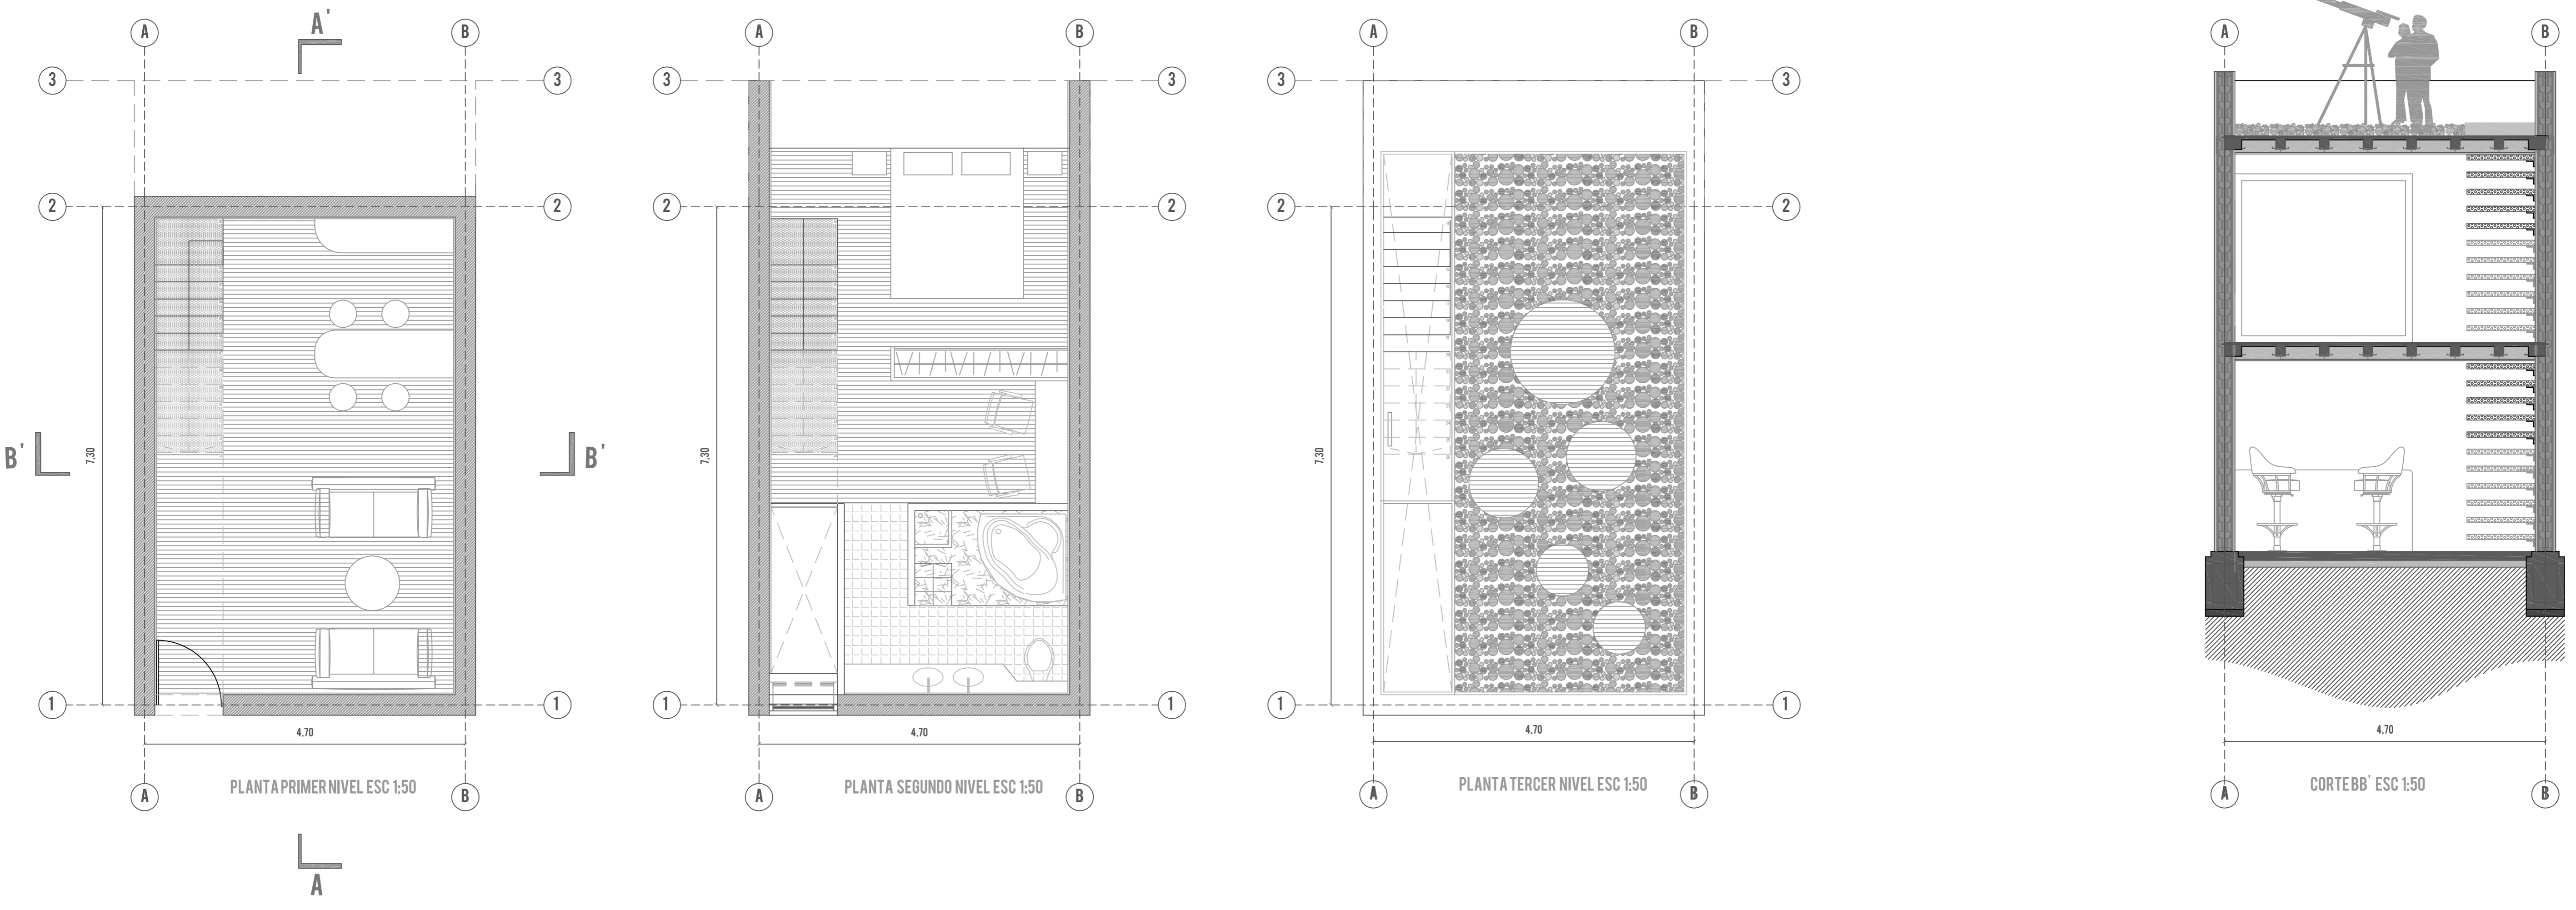 A'
A B
3 3
2 2
B' B'
7,30
1 1
4,70
PLANTA PRIMER NIVEL ESC 1:50
A B
A
A B
3 3
2 2
7,30
1 1
4,70
PLANTA SEGUNDO NIVEL ESC 1:50
A B
A B
3 3
2 2
7,30
1 1
4,70
PLANTA TERCER NIVEL ESC 1:50
A B
A B
4,70
CORTE BB' ESC 1:50
A B